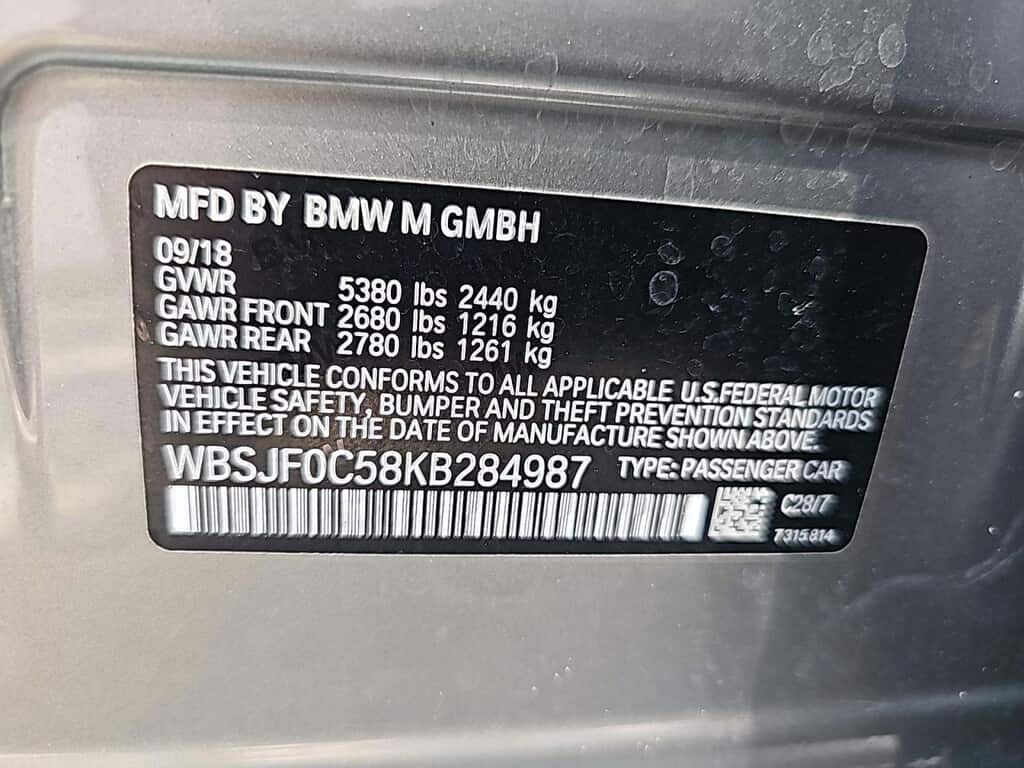 MFD BY BMW M GMBH
09/18
GVWR 5380 lbs 2440 kg
GAWR FRONT 2680 lbs 1216 kg
GAWR REAR 2780 lbs 1261 kg
THIS VEHICLE CONFORMS TO ALL APPLICABLE U.S.FEDERAL MOTOR
VEHICLE SAFETY, BUMPER AND THEFT PREVENTION STANDARDS
IN EFFECT ON THE DATE OF MANUFACTURE SHOWN ABOVE.
WBSJF0C58KB284987 TYPE: PASSENGER CAR
C28/7
7315814